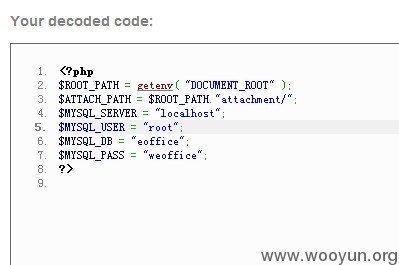 Your decoded code:
1. <?php
2. $ROOT_PATH = getenv( "DOCUMENT_ROOT" );
3. $ATTACH_PATH = $ROOT_PATH."attachment/";
4. $MYSQL_SERVER = "localhost";
5. $MYSQL_USER = "root";
6. $MYSQL_DB = "eoffice";
7. $MYSQL_PASS = "weoffice";
8. ?>
9.
www.wooyun.org